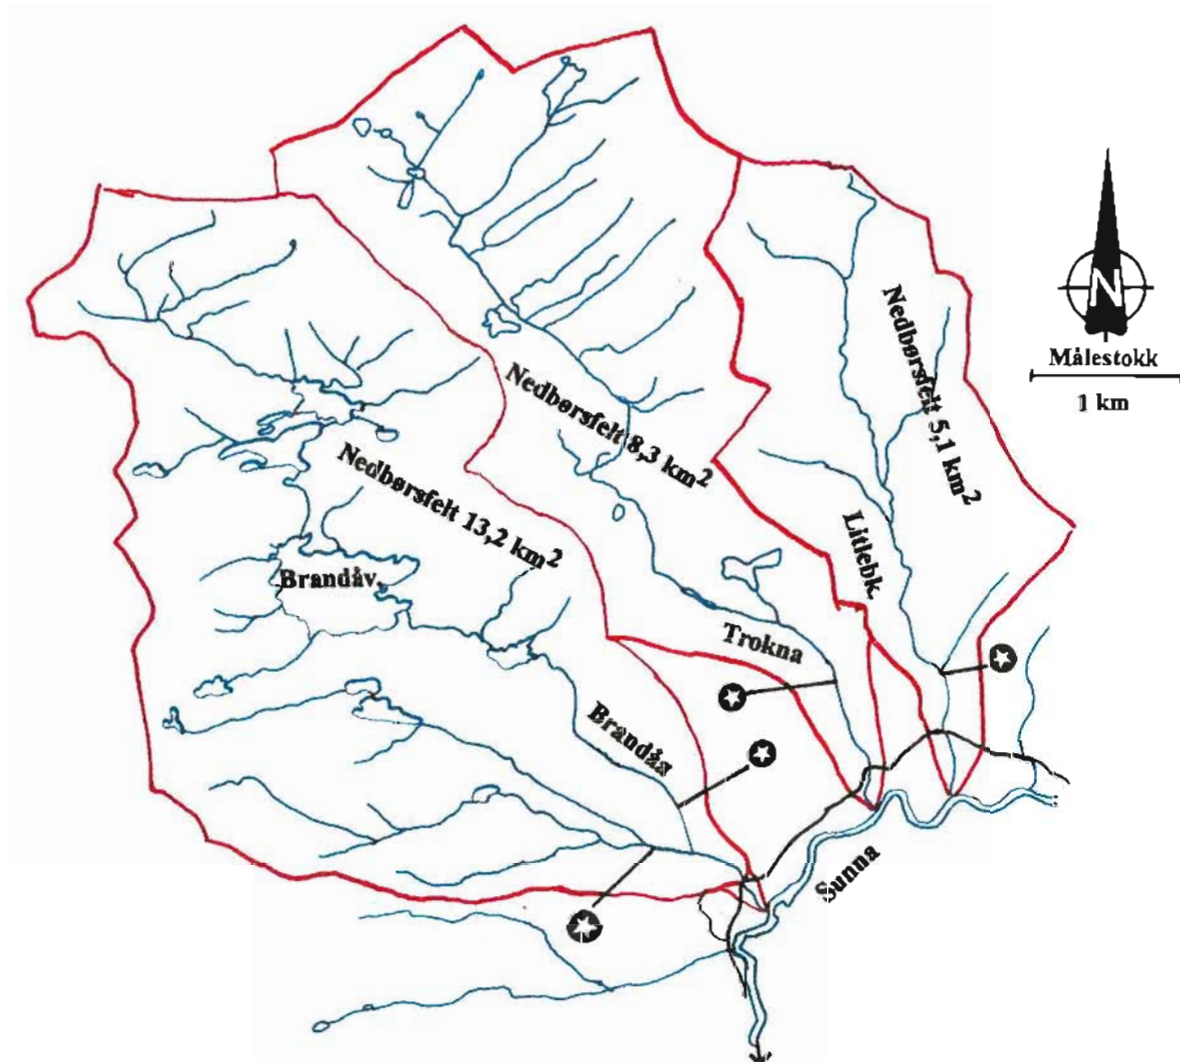 N
Målestokk
1 km
Nedbørsfelt 5,1 km²
Nedbørsfelt 8,3 km²
Nedbørsfelt 13,2 km²
Litlebk.
Brandåv.
Trokna
Brandåa
Sunna